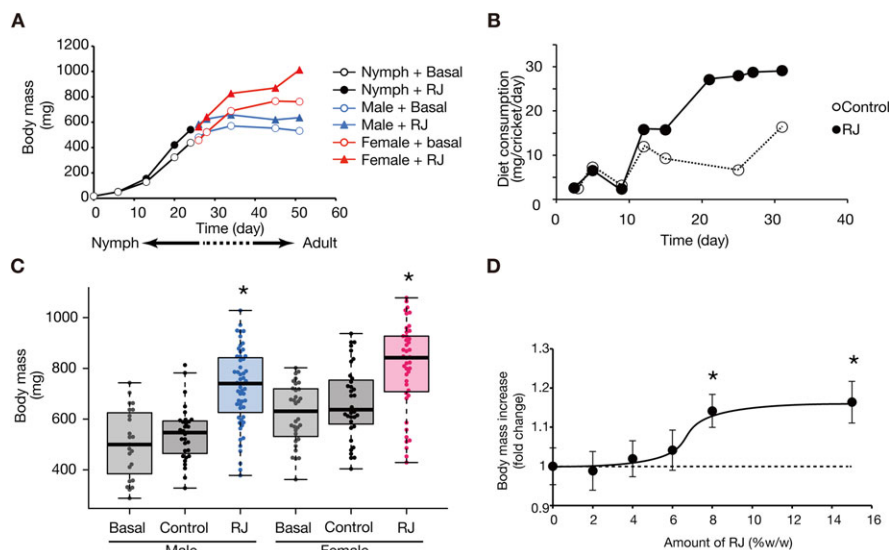 A
1200
1000
800
600
400
200
0
Body mass
(mg)
0 10 20 30 40 50 60
Time (day)
Nymph Adult
Nymph + Basal
Nymph + RJ
Male + Basal
Male + RJ
Female + basal
Female + RJ
B
30
20
10
0
Diet consumption
(mg/cricket/day)
0 10 20 30 40
Time (day)
Control
RJ
C
1000
800
600
400
Body mass
(mg)
* *
Basal Control RJ Basal Control RJ
Male Female
D
1.3
1.2
1.1
1
0.9
Body mass increase
(fold change)
* *
0 2 4 6 8 10 12 14 16
Amount of RJ (%w/w)